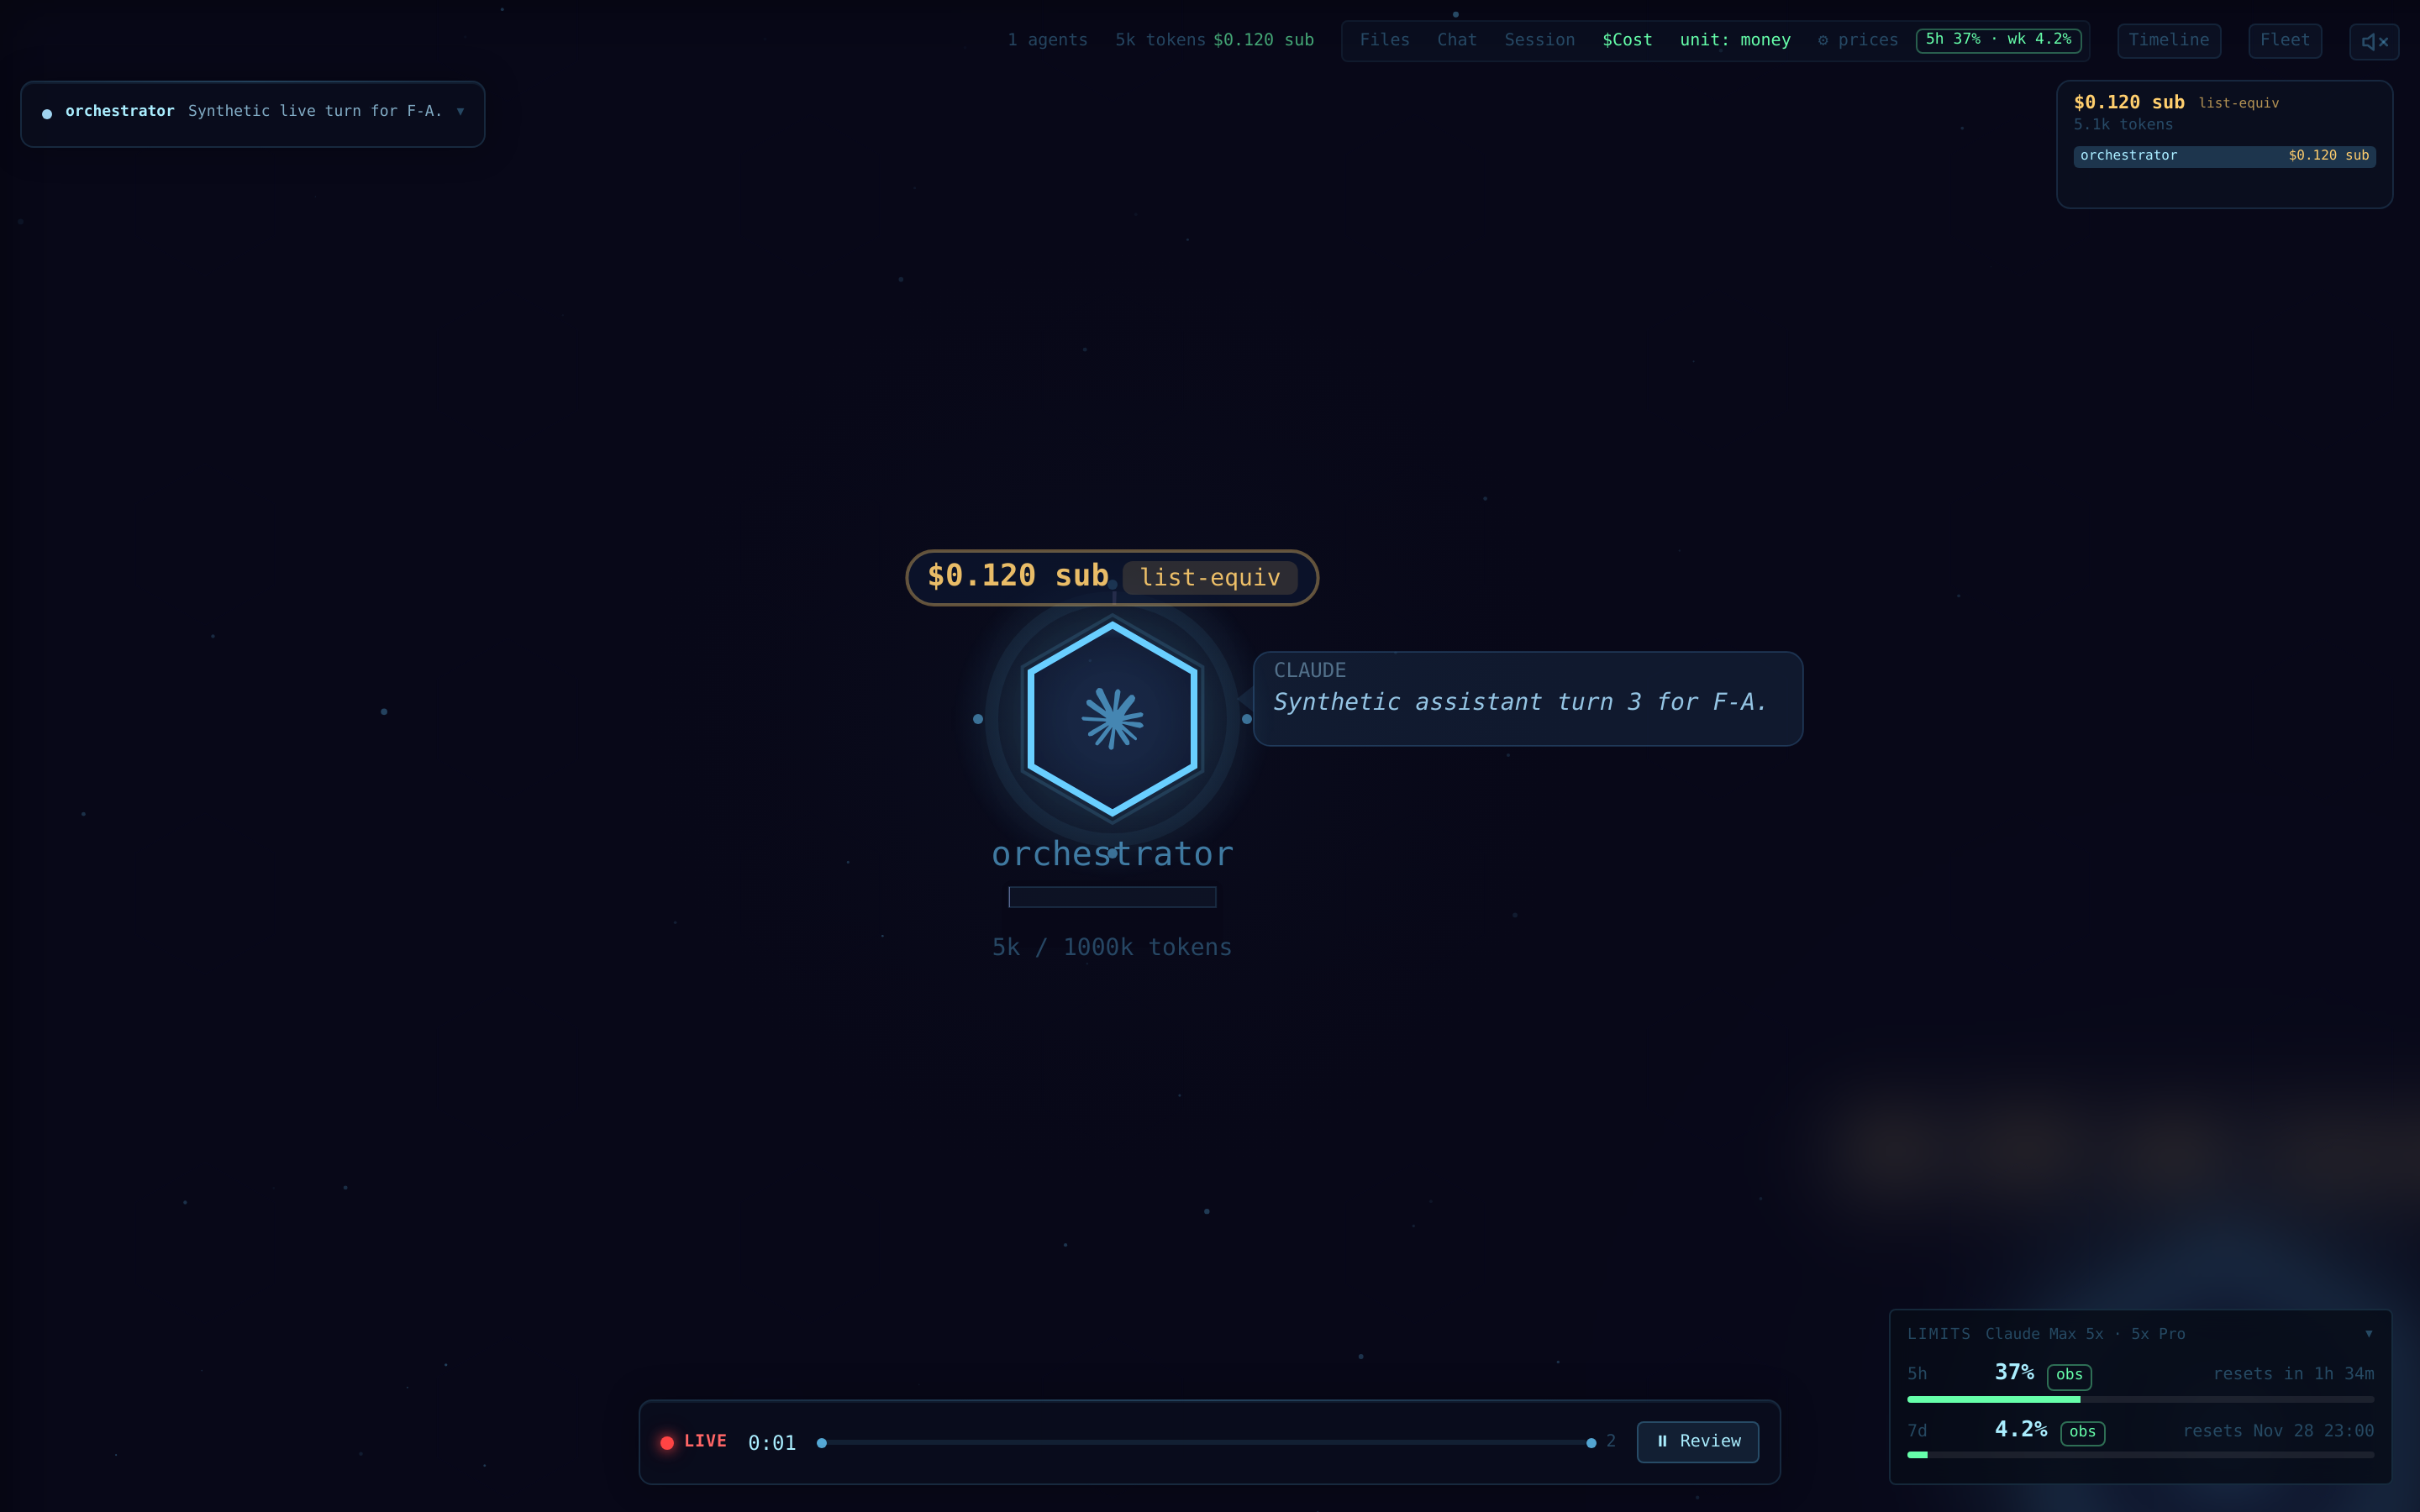 1 agents 5k tokens $0.120 sub Files Chat Session $Cost unit: money ⚙ prices 5h 37% · wk 4.2% Timeline Fleet
orchestrator Synthetic live turn for F-A. ▼
$0.120 sub list-equiv
5.1k tokens
orchestrator $0.120 sub
$0.120 sub list-equiv
CLAUDE
Synthetic assistant turn 3 for F-A.
orchestrator
5k / 1000k tokens
LIMITS Claude Max 5x · 5x Pro ▼
5h 37% obs resets in 1h 34m
7d 4.2% obs resets Nov 28 23:00
LIVE 0:01 2 ⏸ Review